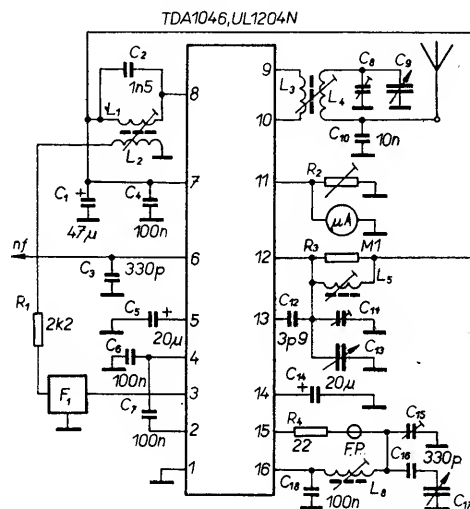 TDA1046,UL1204N
C2
1n5
8
L1
L2
7
C1 +
47µ
C4
100n
nf
6
C3
330p
R1
2k2
C5 +
20µ
5
C6
100n
4
F1
3
C7
100n
2
1
9
L3
L4
C8
C9
10
C10
10n
11
R2
µA
12
R3
M1
L5
13
C12
3p9
C11
C13
20µ
14
C14
+
15
R4
22
F.P.
C15
330p
16
C18
100n
L8
C16